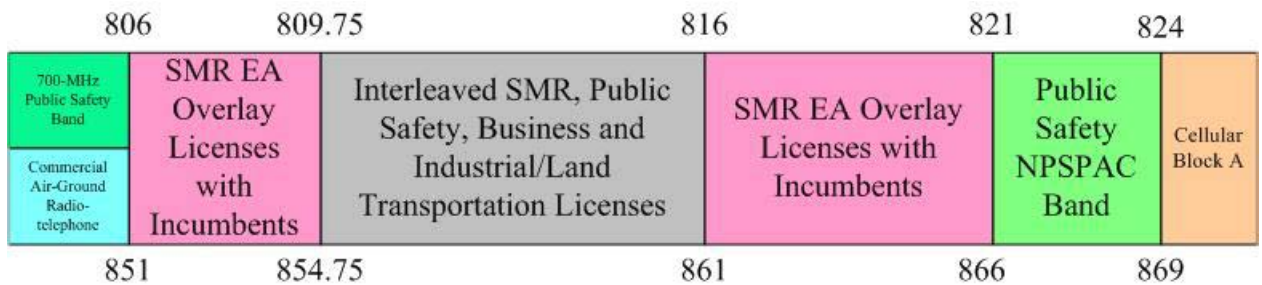 806
809.75
816
821
824
700-MHz
Public Safety
Band
Commercial
Air-Ground
Radio-
telephone
SMR EA
Overlay
Licenses
with
Incumbents
Interleaved SMR, Public
Safety, Business and
Industrial/Land
Transportation Licenses
SMR EA Overlay
Licenses with
Incumbents
Public
Safety
NPSPAC
Band
Cellular
Block A
851
854.75
861
866
869